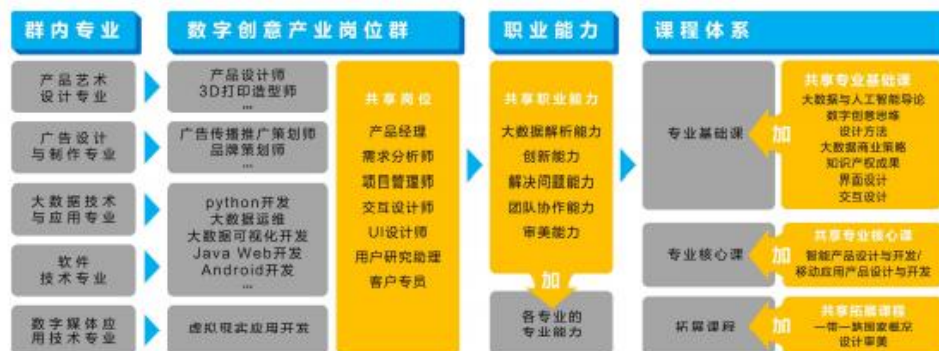 群内专业
数字创意产业岗位群
职业能力
课程体系
产品艺术
设计专业
产品设计师
3D打印造型师
...
广告设计
与制作专业
广告传播推广策划师
品牌策划师
...
大数据技术
与应用专业
python开发
大数据运维
大数据可视化开发
Java Web开发
Android开发
...
软件
技术专业
数字媒体应
用技术专业
虚拟现实应用开发
共享岗位
产品经理
需求分析师
项目管理师
交互设计师
UI设计师
用户研究助理
客户专员
共享职业能力
大数据解析能力
创新能力
解决问题能力
团队协作能力
审美能力
加
各专业的
专业能力
专业基础课
加
共享专业基础课
大数据与人工智能导论
数字创意思维
设计方法
大数据商业策略
知识产权成果
界面设计
交互设计
专业核心课
加
共享专业核心课
智能产品设计与开发/
移动应用产品设计与开发
拓展课程
加
共享拓展课程
一带一路国家概况
设计审美